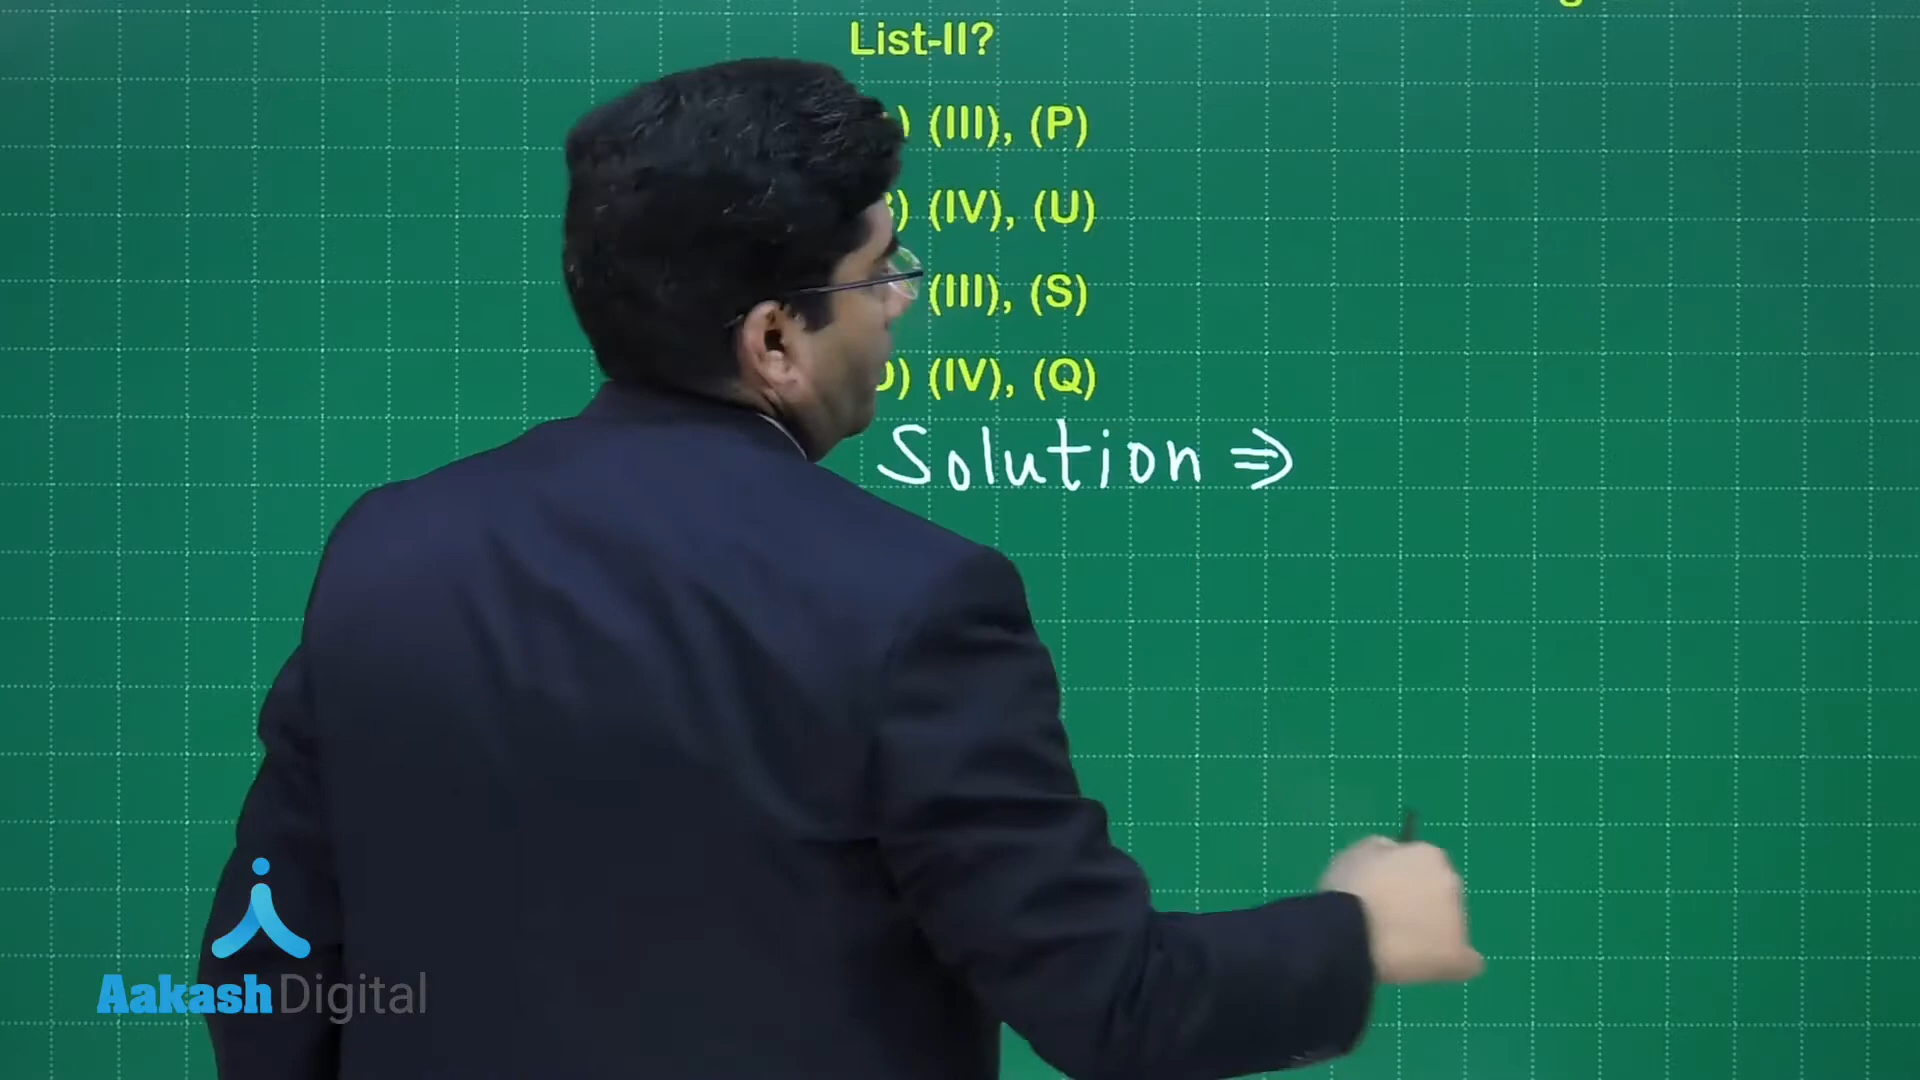 List-II?
) (III), (P)
) (IV), (U)
(III), (S)
) (IV), (Q)
Solution ⇒
Aakash Digital